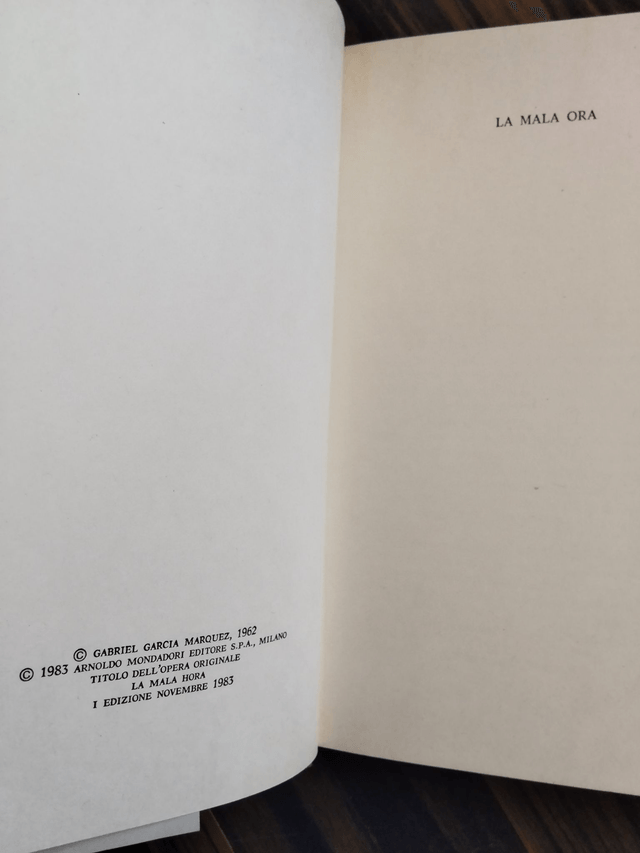 © GABRIEL GARCIA MARQUEZ, 1962
© 1983 ARNOLDO MONDADORI EDITORE S.P.A., MILANO
TITOLO DELL'OPERA ORIGINALE
LA MALA HORA
I EDIZIONE NOVEMBRE 1983
LA MALA ORA